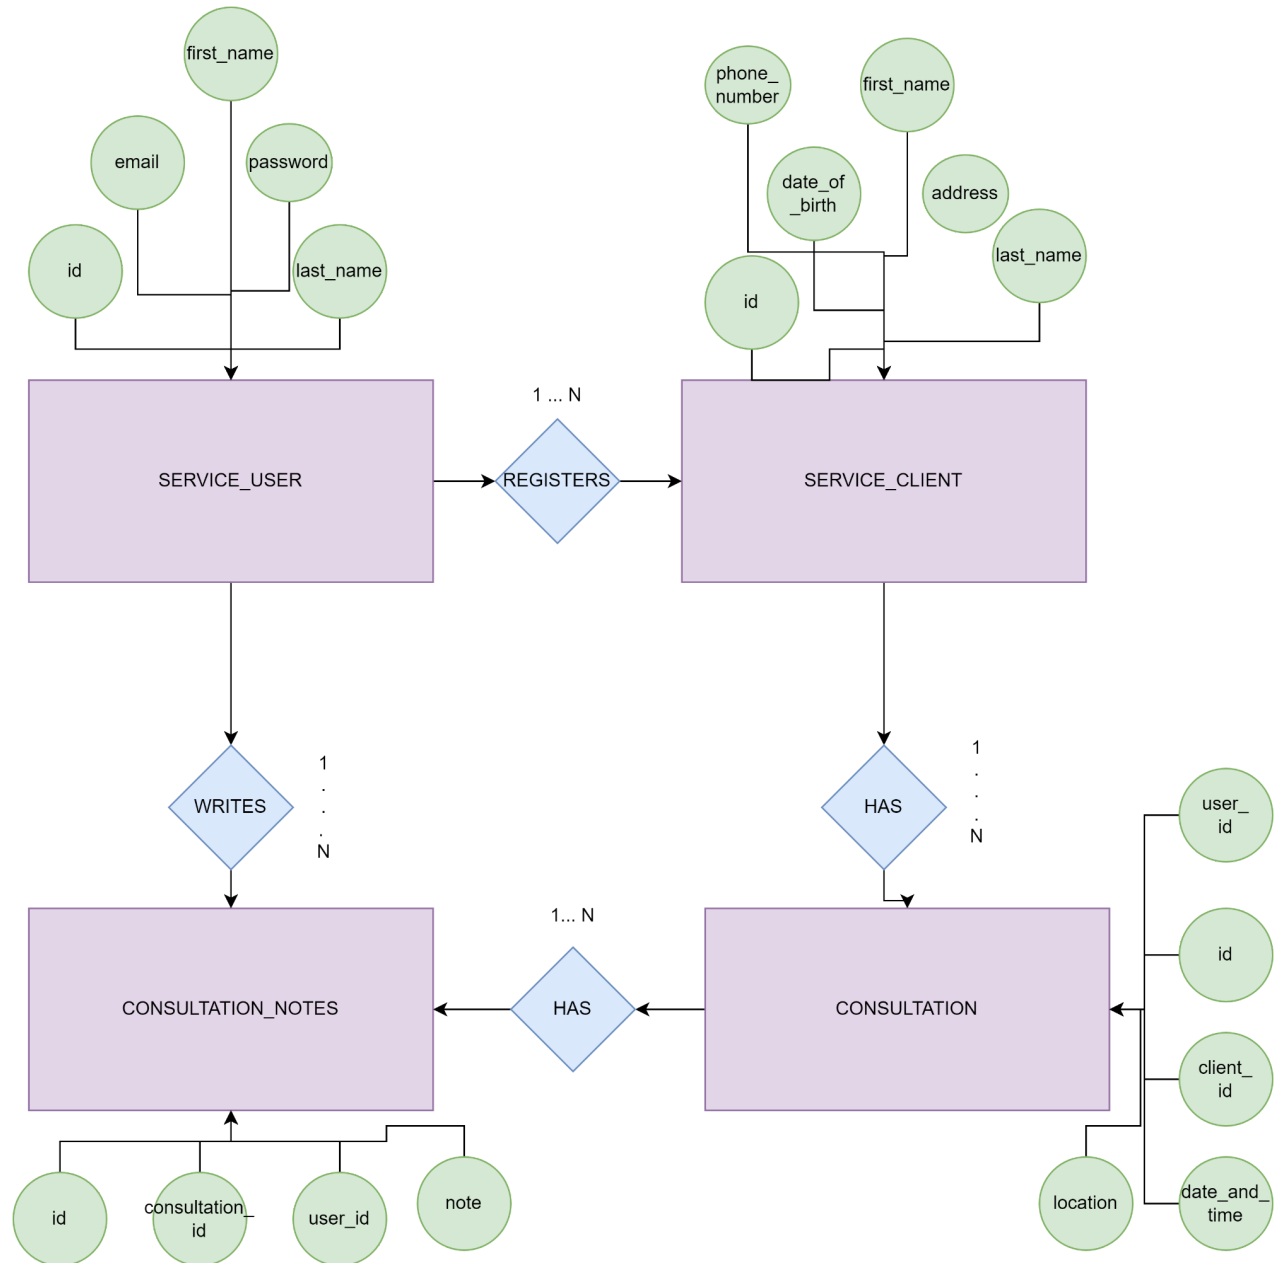 first_name
email
password
id
last_name
phone_
number
first_name
date_of
_birth
address
last_name
id
1 ... N
SERVICE_USER
REGISTERS
SERVICE_CLIENT
WRITES
1
.
.
.
N
HAS
1
.
.
.
N
user_
id
id
client_
id
location
date_and_
time
1... N
CONSULTATION_NOTES
HAS
CONSULTATION
id
consultation_
id
user_id
note